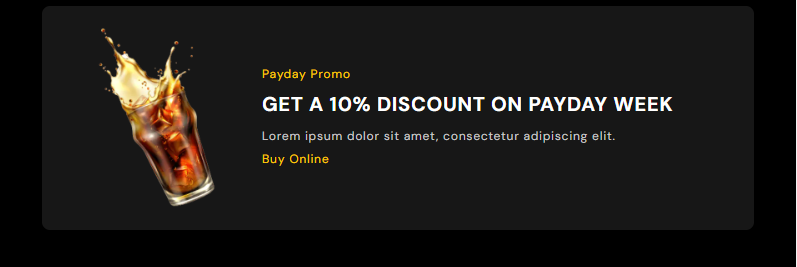 Payday Promo
GET A 10% DISCOUNT ON PAYDAY WEEK
Lorem ipsum dolor sit amet, consectetur adipiscing elit.
Buy Online